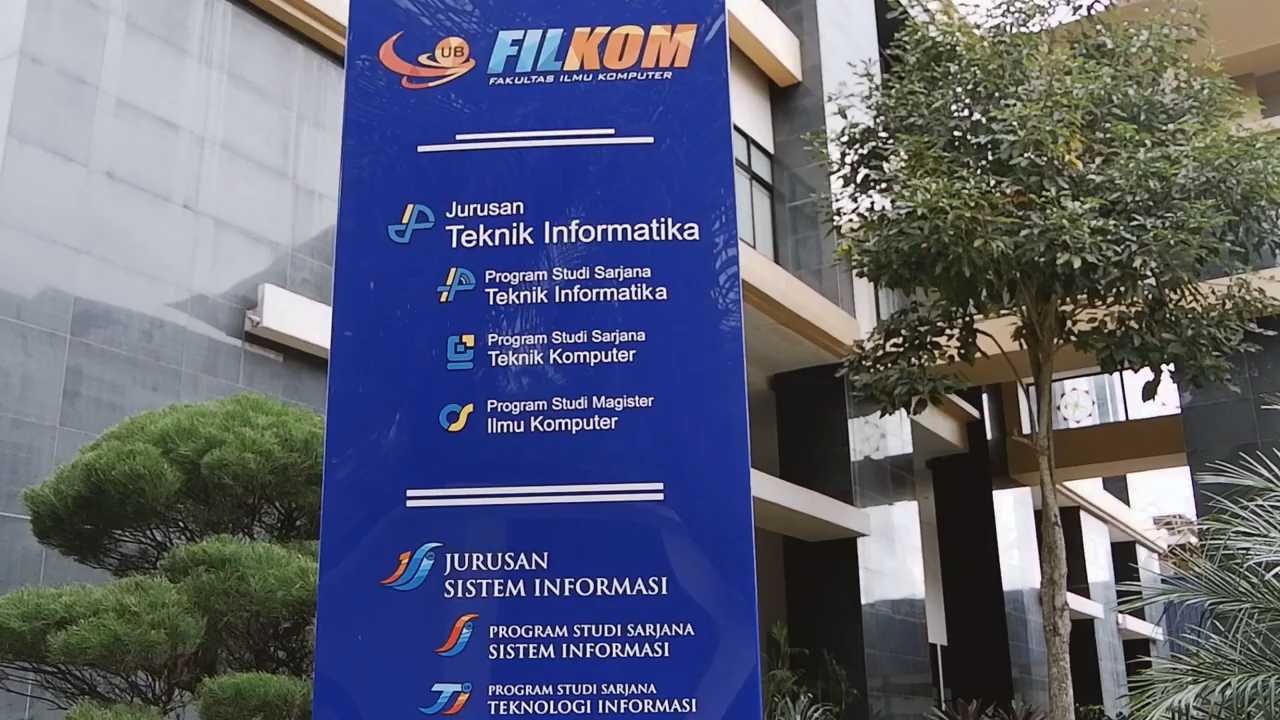 UB
FILKOM
FAKULTAS ILMU KOMPUTER
Jurusan
Teknik Informatika
Program Studi Sarjana
Teknik Informatika
Program Studi Sarjana
Teknik Komputer
Program Studi Magister
Ilmu Komputer
JURUSAN
SISTEM INFORMASI
PROGRAM STUDI SARJANA
SISTEM INFORMASI
PROGRAM STUDI SARJANA
TEKNOLOGI INFORMASI